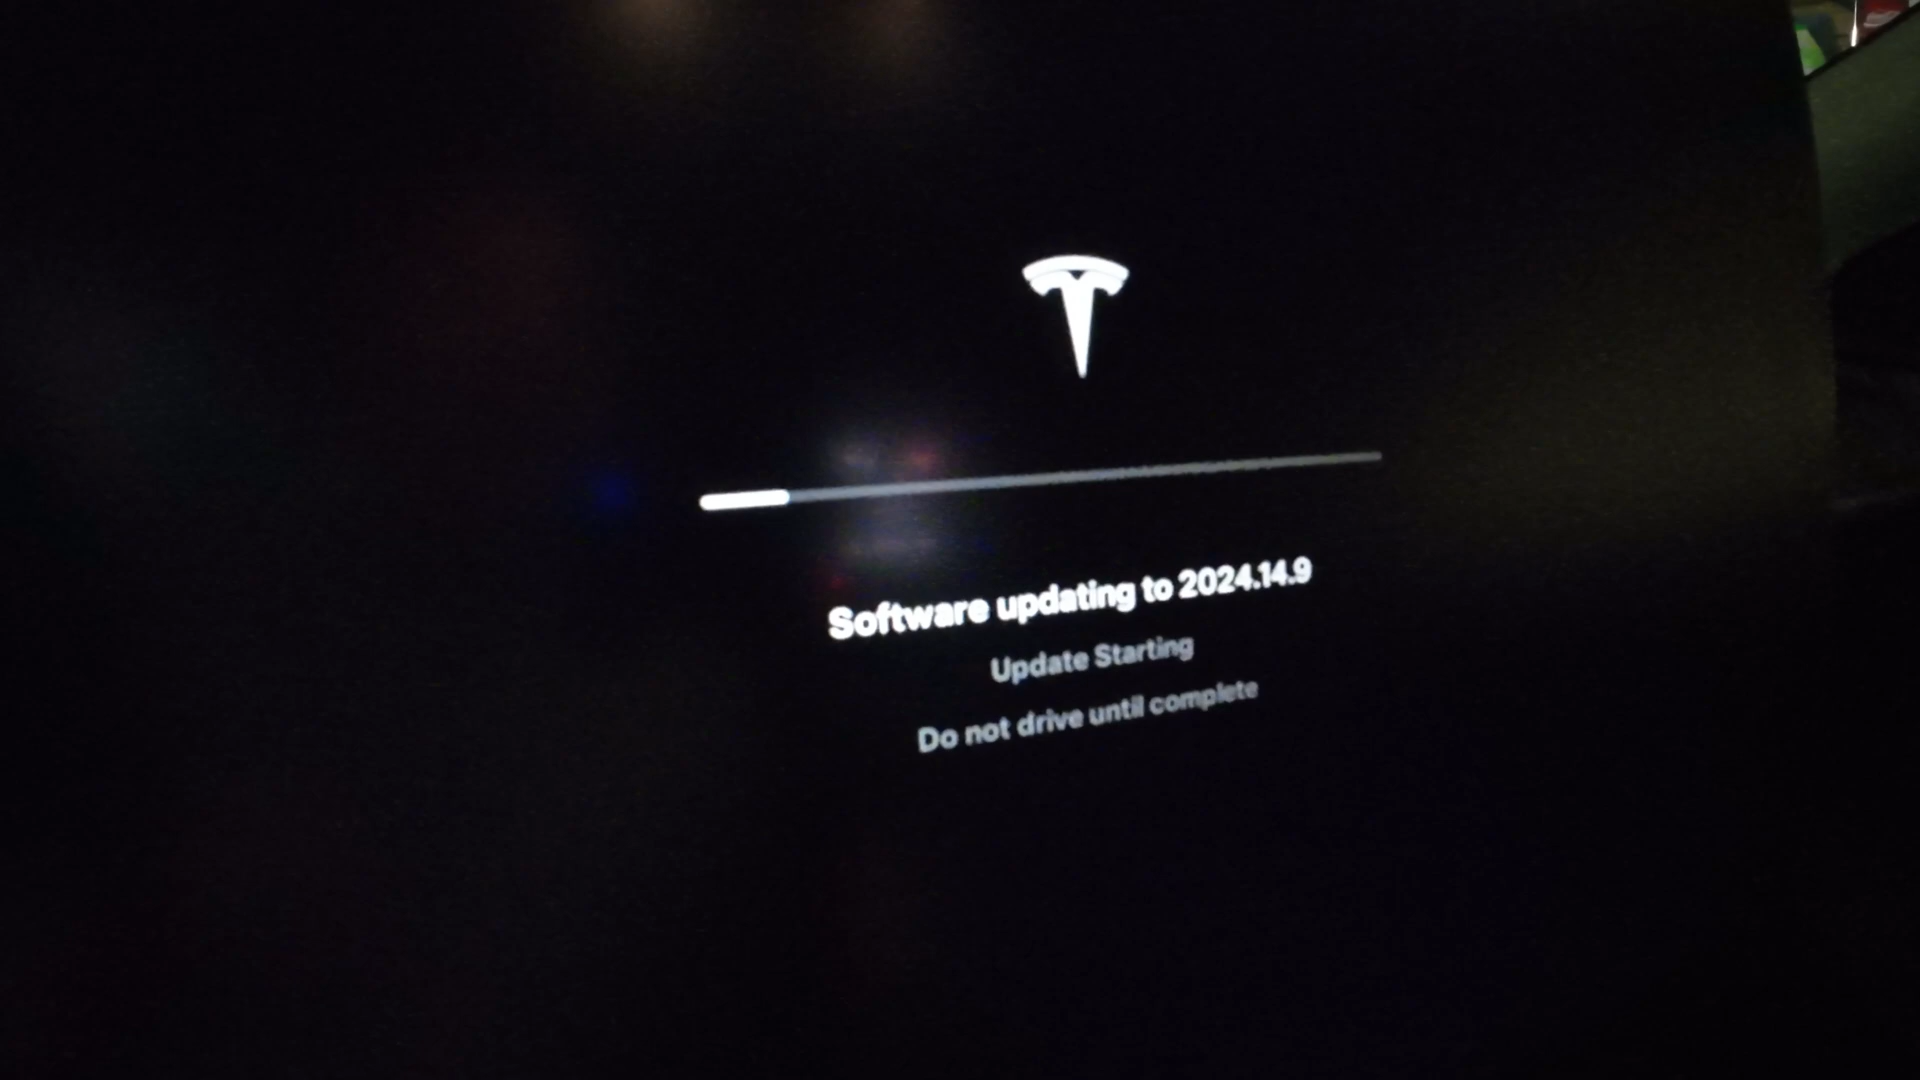 Software updating to 2024.14.9
Update Starting
Do not drive until complete